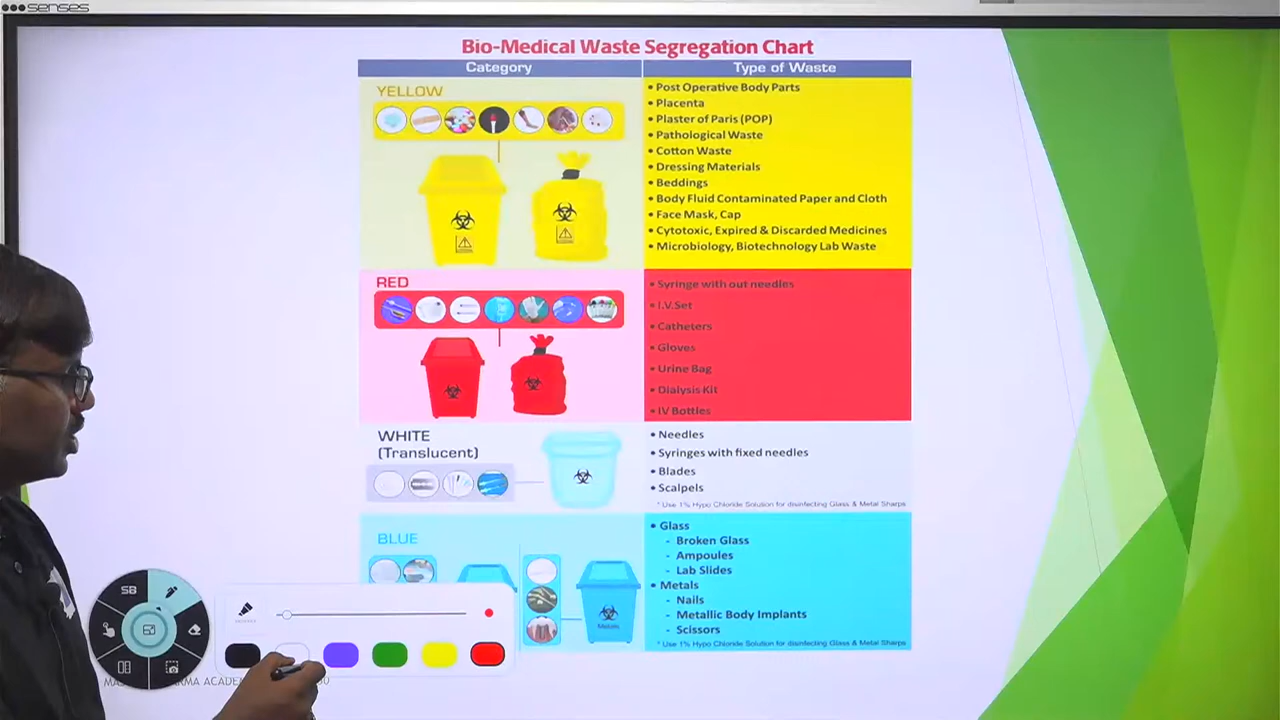 senses
Bio-Medical Waste Segregation Chart
Category
Type of Waste
YELLOW
• Post Operative Body Parts
• Placenta
• Plaster of Paris (POP)
• Pathological Waste
• Cotton Waste
• Dressing Materials
• Beddings
• Body Fluid Contaminated Paper and Cloth
• Face Mask, Cap
• Cytotoxic, Expired & Discarded Medicines
• Microbiology, Biotechnology Lab Waste
RED
• Syringe with out needles
• I.V.Set
• Catheters
• Gloves
• Urine Bag
• Dialysis Kit
• IV Bottles
WHITE
(Translucent)
• Needles
• Syringes with fixed needles
• Blades
• Scalpels
* Use 1% Hypo Chloride Solution for disinfecting Glass & Metal Sharps
BLUE
• Glass
- Broken Glass
- Ampoules
- Lab Slides
• Metals
- Nails
- Metallic Body Implants
- Scissors
* Use 1% Hypo Chloride Solution for disinfecting Glass & Metal Sharps
Metals
SB
ARMA ACADE